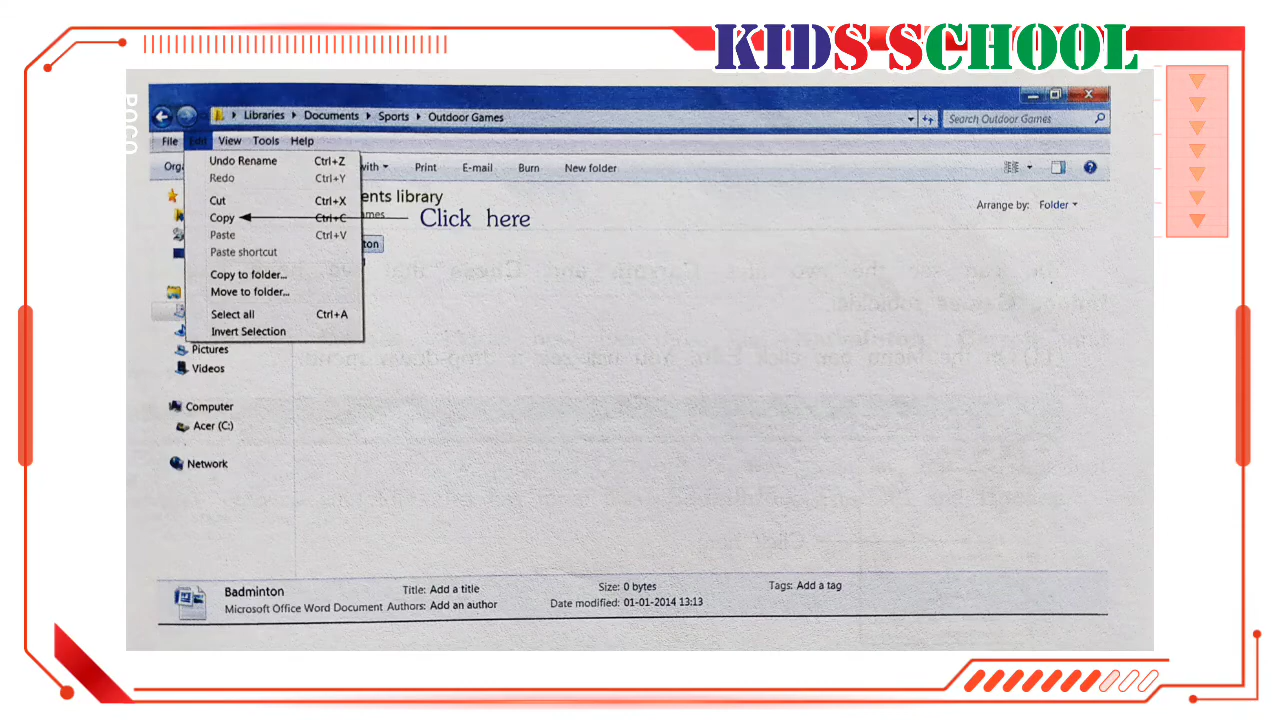 KIDS SCHOOL
POCO
Libraries Documents Sports Outdoor Games
Search Outdoor Games
File Edit View Tools Help
Orga with Print E-mail Burn New folder
Undo Rename Ctrl+Z
Redo Ctrl+Y
Cut Ctrl+X
Copy Ctrl+C
Paste Ctrl+V
Paste shortcut
Copy to folder...
Move to folder...
Select all Ctrl+A
Invert Selection
ents library
ames
Arrange by: Folder
Click here
ton
Pictures
Videos
Computer
Acer (C:)
Network
Badminton
Microsoft Office Word Document
Title: Add a title
Authors: Add an author
Size: 0 bytes
Date modified: 01-01-2014 13:13
Tags: Add a tag